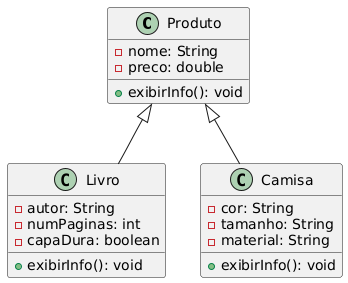 C Produto
nome: String
preco: double
exibirInfo(): void
C Livro
autor: String
numPaginas: int
capaDura: boolean
exibirInfo(): void
C Camisa
cor: String
tamanho: String
material: String
exibirInfo(): void